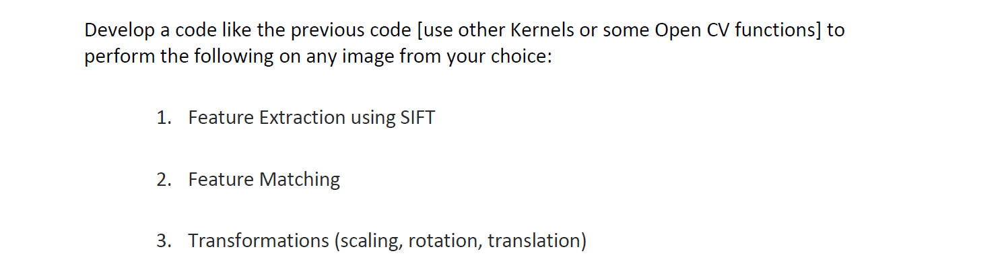 Develop a code like the previous code [use other Kernels or some Open CV functions] to
perform the following on any image from your choice:
1. Feature Extraction using SIFT
2. Feature Matching
3. Transformations (scaling, rotation, translation)